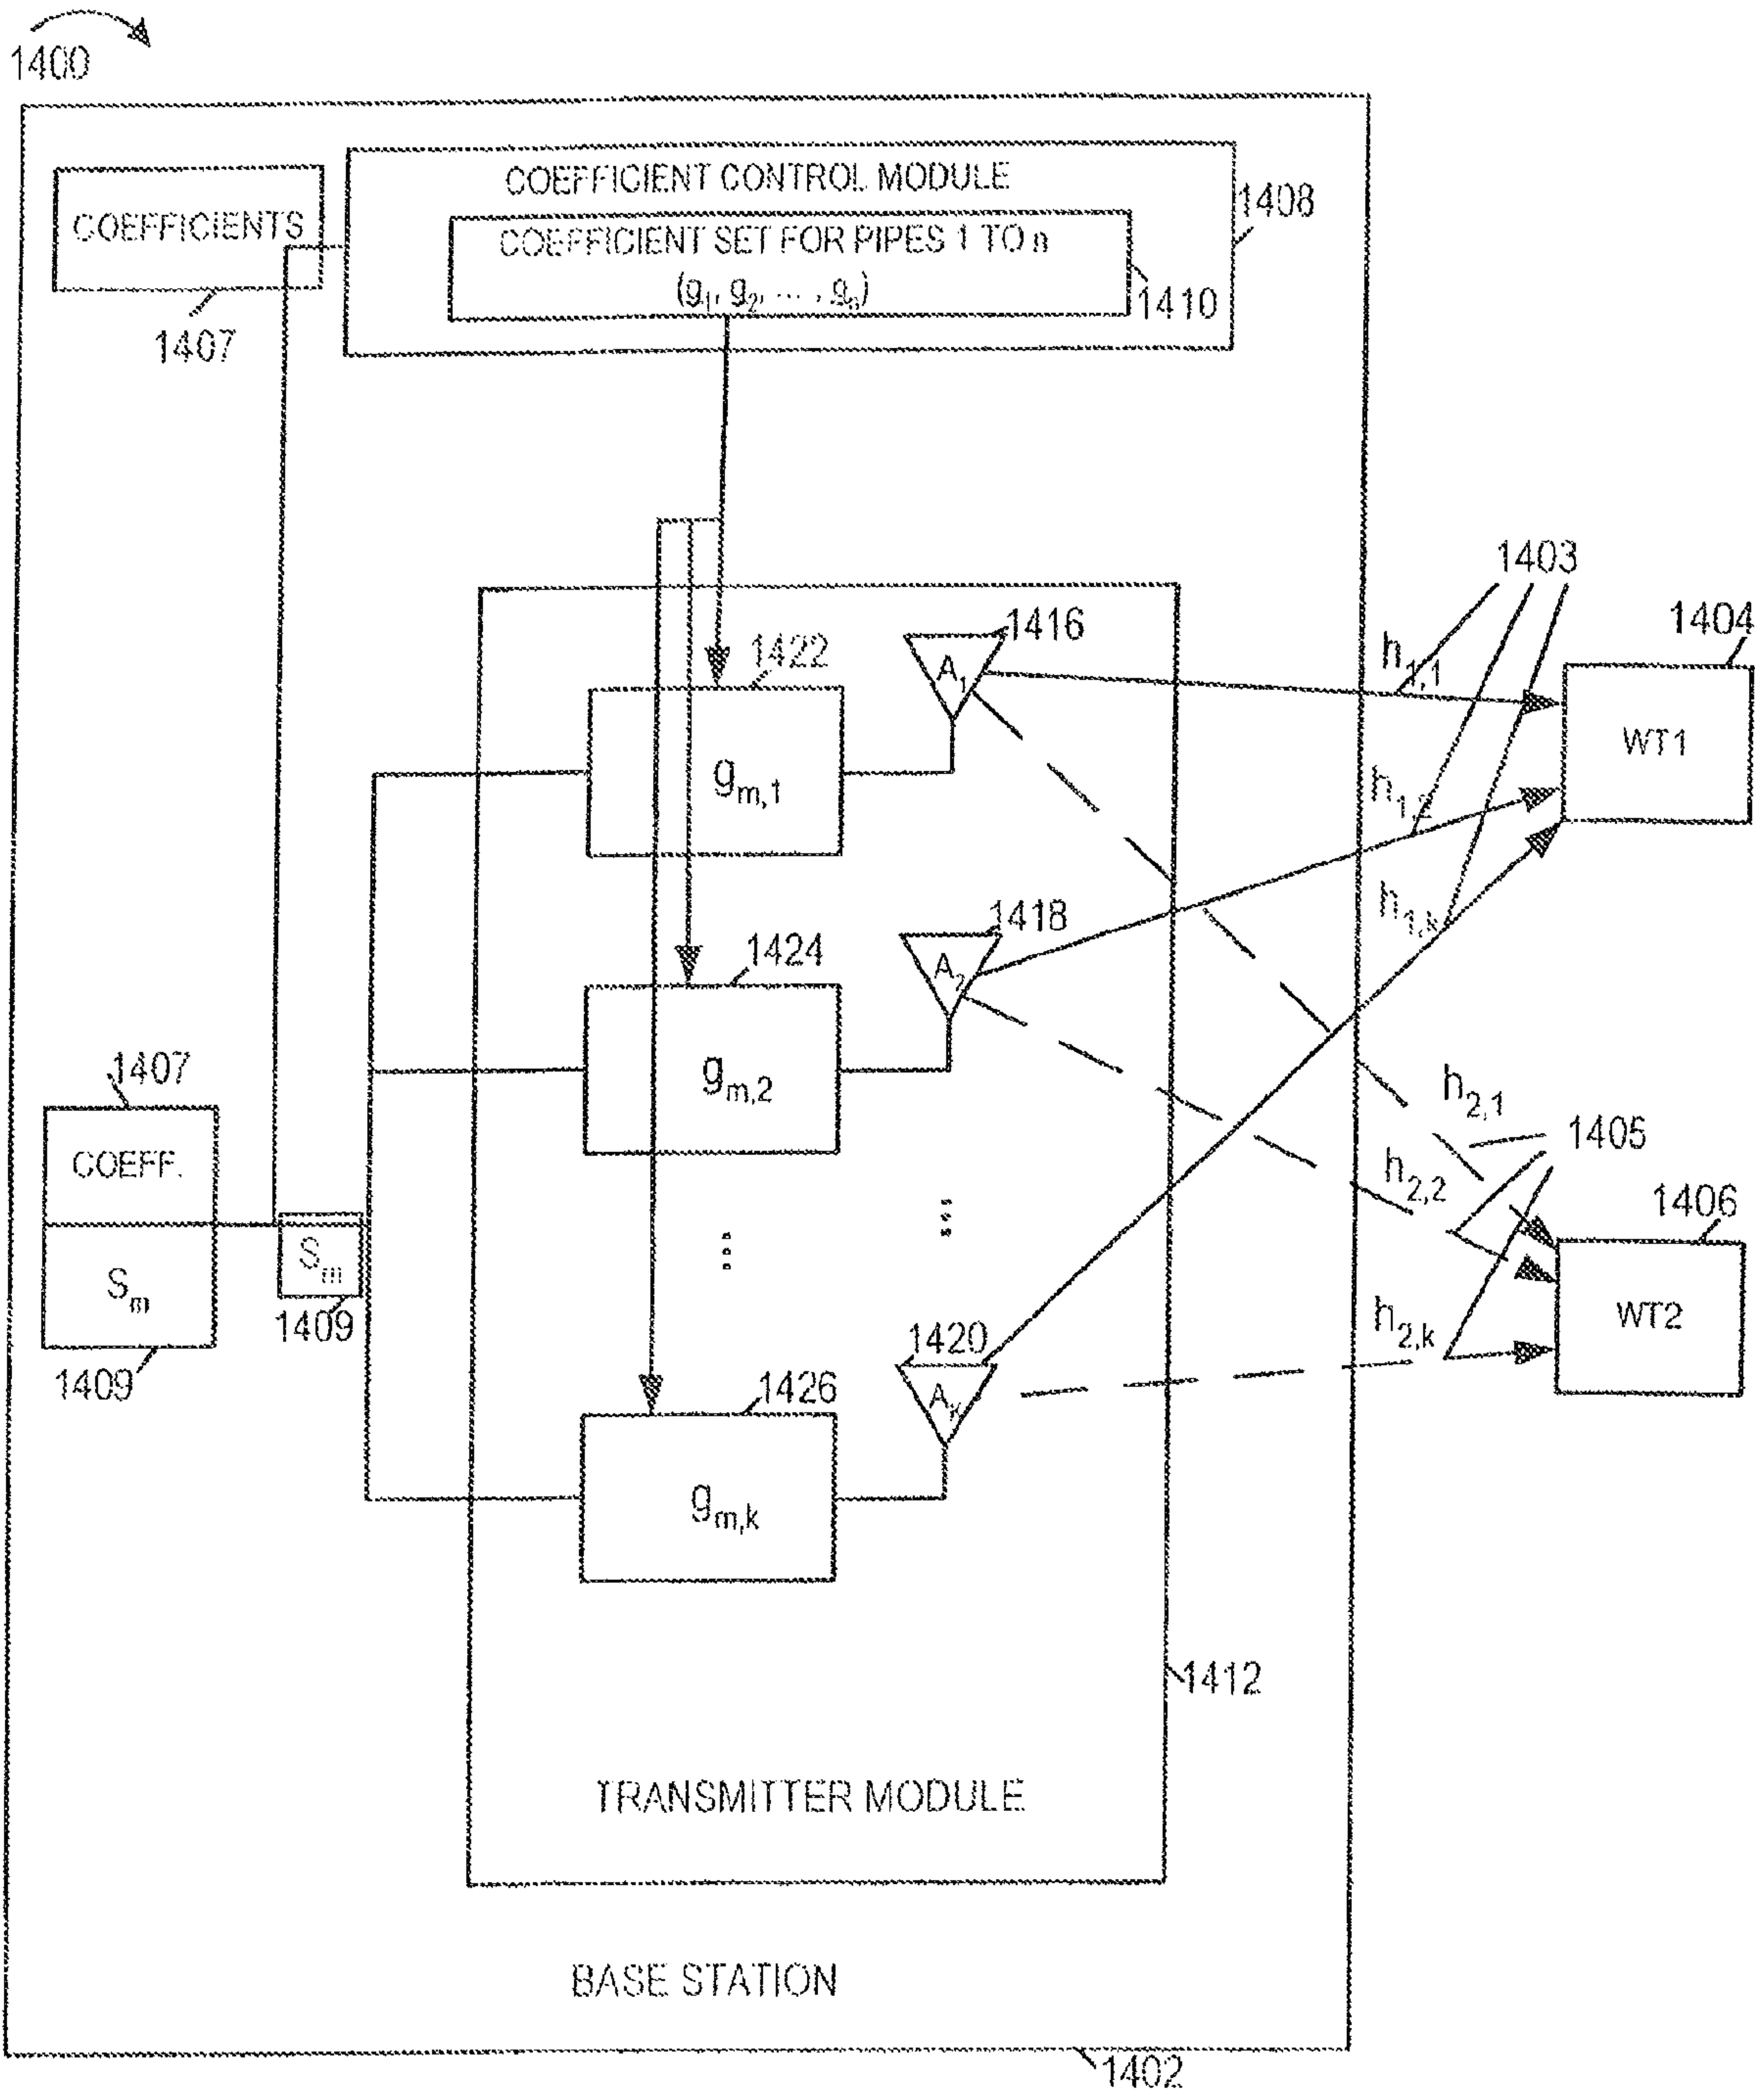 1400
COEFFICIENT CONTROL MODULE
COEFFICIENTS
1408
COEFFICIENT SET FOR PIPES 1 TO n
(g1, g2, ... , gn)
1410
1407
1403
1416
1404
1422
A1
h1,1
WT1
gm,1
h1,2
h1,k
1418
1424
A2
1407
gm,2
h2,1
1405
COEFF.
h2,2
1406
Sm
Sm
...
...
WT2
1409
1409
h2,k
1420
1426
Ak
gm,k
1412
TRANSMITTER MODULE
BASE STATION
1402